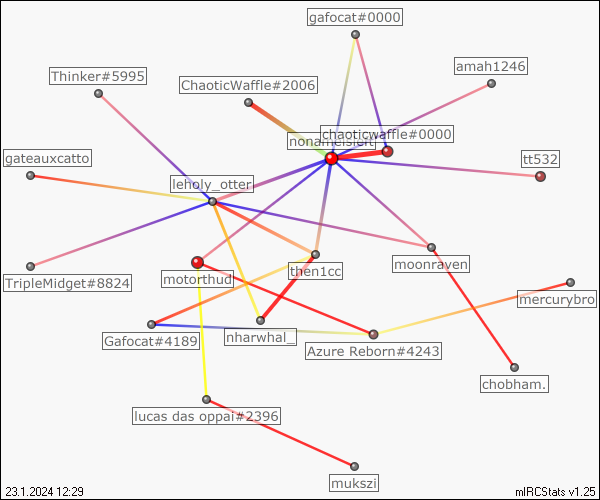 gafocat#0000
Thinker#5995
amah1246
ChaoticWaffle#2006
chaoticwaffle#0000
gateauxcatto
tt532
leholy_otter
then1cc
moonraven
motorthud
TripleMidget#8824
mercurybro
Gafocat#4189
nharwhal_
Azure Reborn#4243
chobham.
lucas das oppai#2396
mukszi
23.1.2024 12:29
mIRCStats v1.25